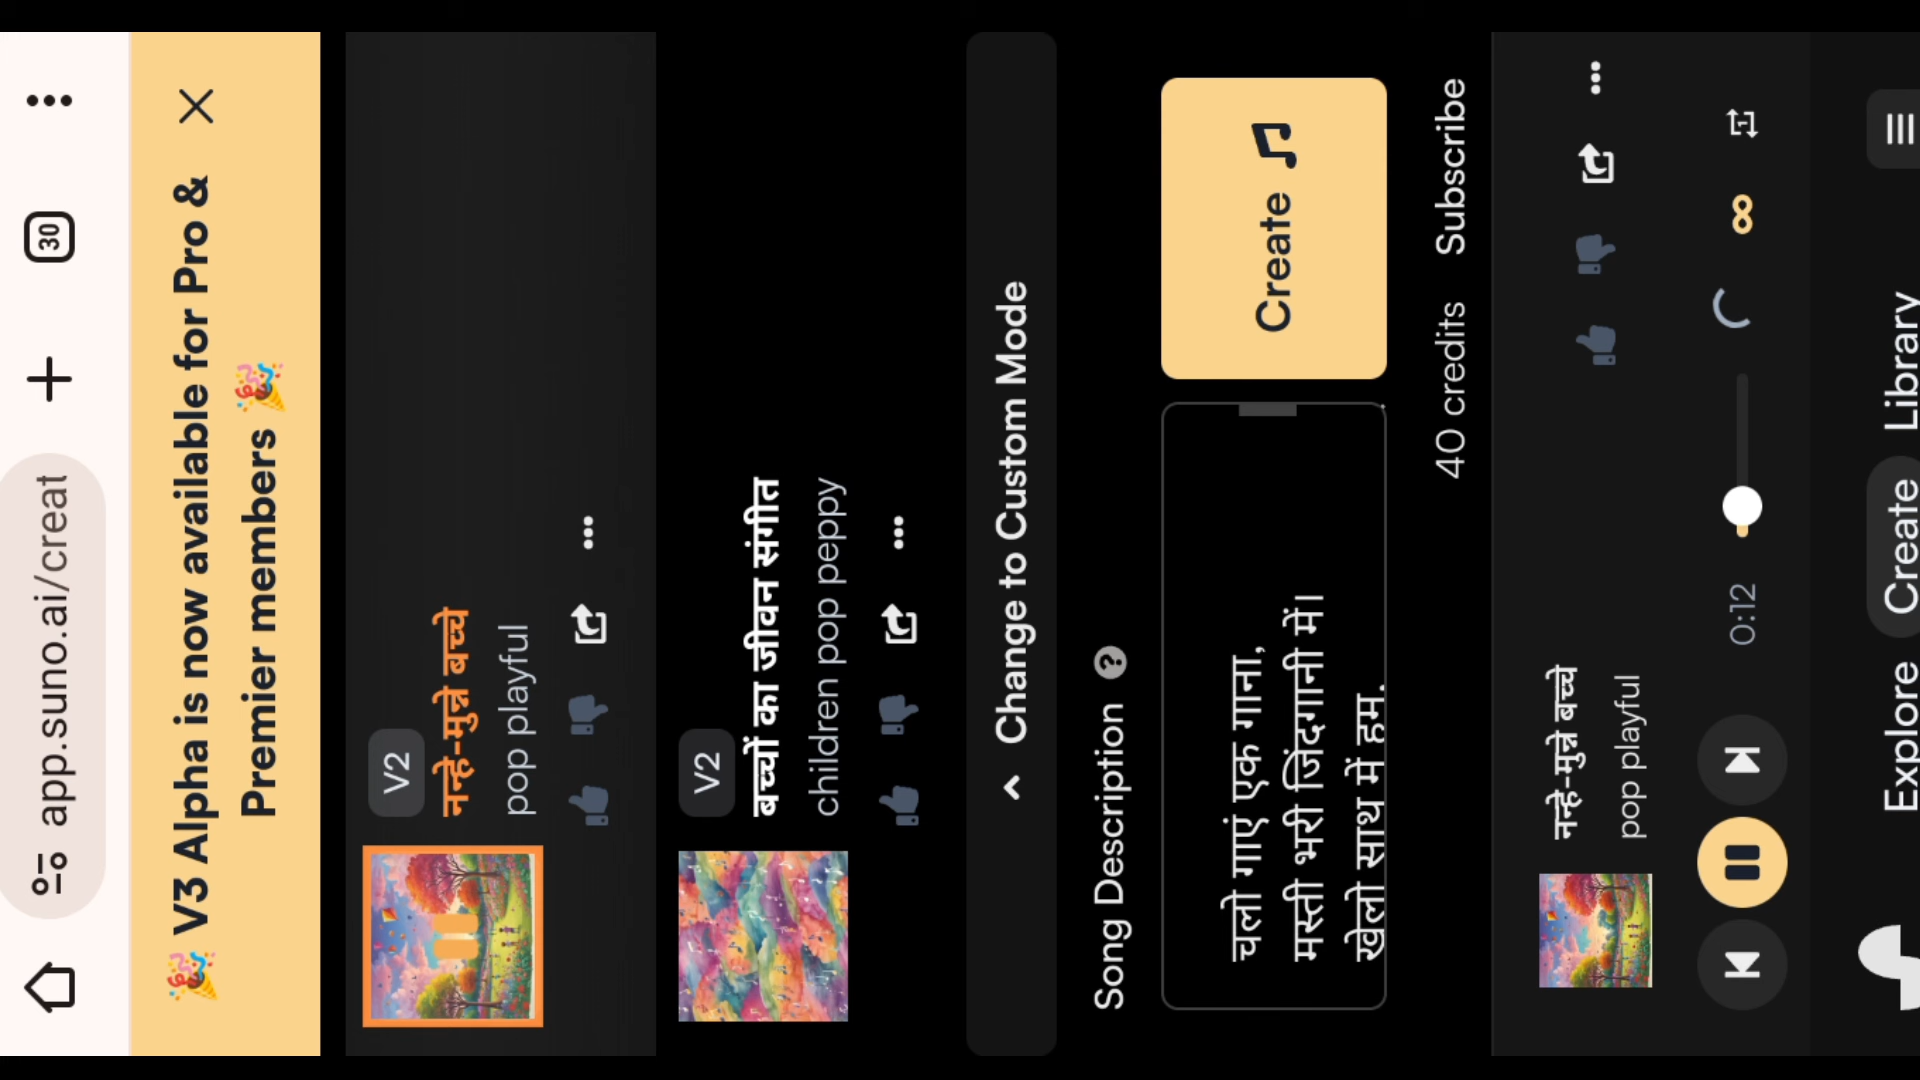 app.suno.ai/creat
30
🎉 V3 Alpha is now available for Pro &
Premier members 🎉
V2
नन्हे-मुन्ने बच्चे
pop playful
V2
बच्चों का जीवन संगीत
children pop peppy
Change to Custom Mode
Song Description
चलो गाएं एक गाना,
मस्ती भरी जिंदगानी में।
खेलो साथ में हम,
Create
40 credits Subscribe
नन्हे-मुन्ने बच्चे
pop playful
0:12
Explore Create Library